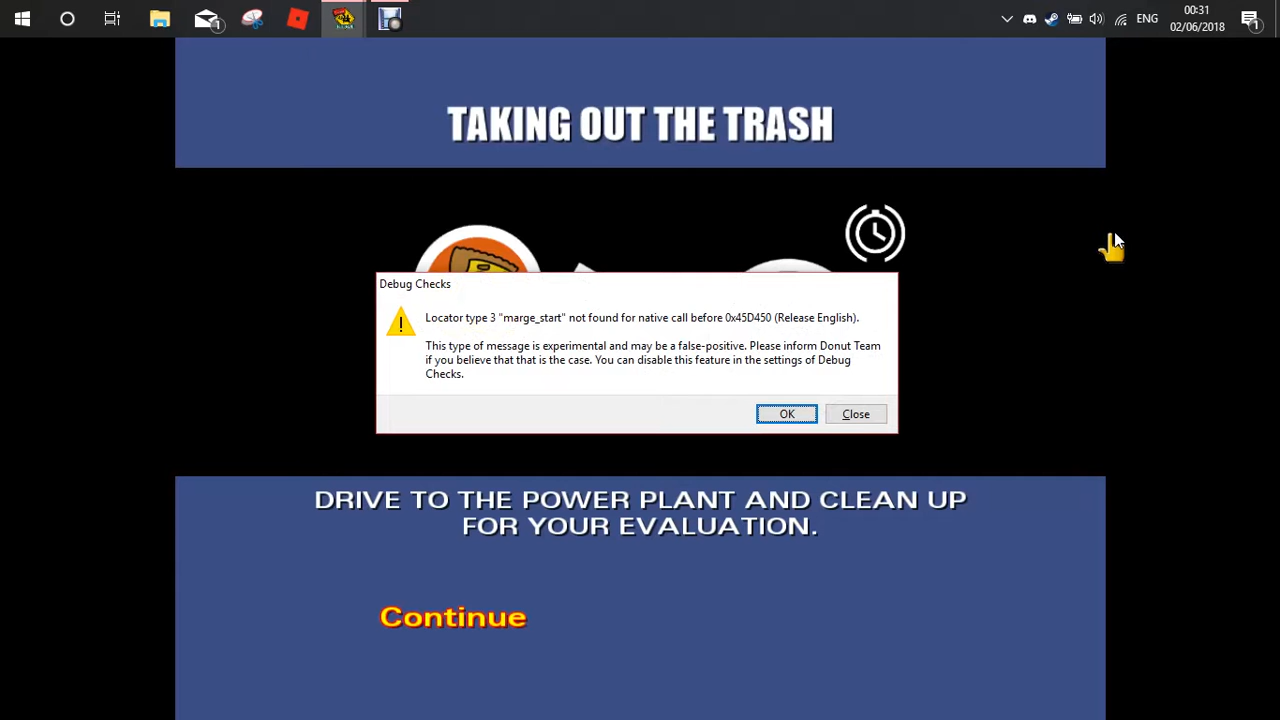 1
ENG
00:31
02/06/2018
1
TAKING OUT THE TRASH
Debug Checks
!
Locator type 3 "marge_start" not found for native call before 0x45D450 (Release English).
This type of message is experimental and may be a false-positive. Please inform Donut Team
if you believe that that is the case. You can disable this feature in the settings of Debug
Checks.
OK
Close
DRIVE TO THE POWER PLANT AND CLEAN UP
FOR YOUR EVALUATION.
Continue